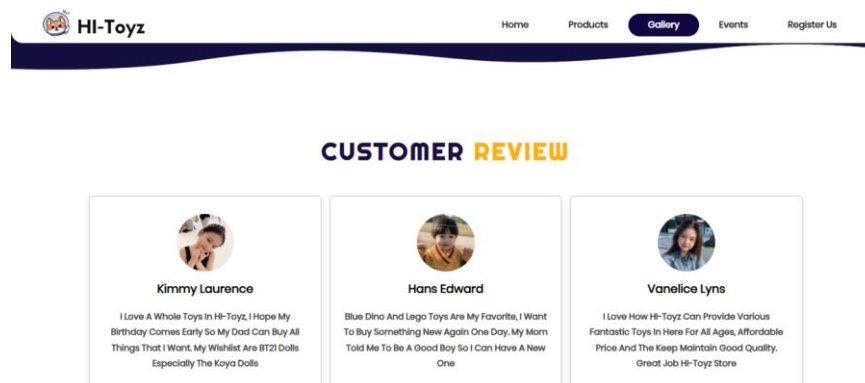 HI-Toyz
Home Products Gallery Events Register Us
CUSTOMER REVIEW
Kimmy Laurence
I Love A Whole Toys In HI-Toyz, I Hope My
Birthday Comes Early So My Dad Can Buy All
Things That I Want. My Wishlist Are BT21 Dolls
Especially The Koya Dolls
Hans Edward
Blue Dino And Lego Toys Are My Favorite, I Want
To Buy Something New Again One Day. My Mom
Told Me To Be A Good Boy So I Can Have A New
One
Vanelice Lyns
I Love How HI-Toyz Can Provide Various
Fantastic Toys In Here For All Ages, Affordable
Price And The Keep Maintain Good Quality.
Great Job HI-Toyz Store